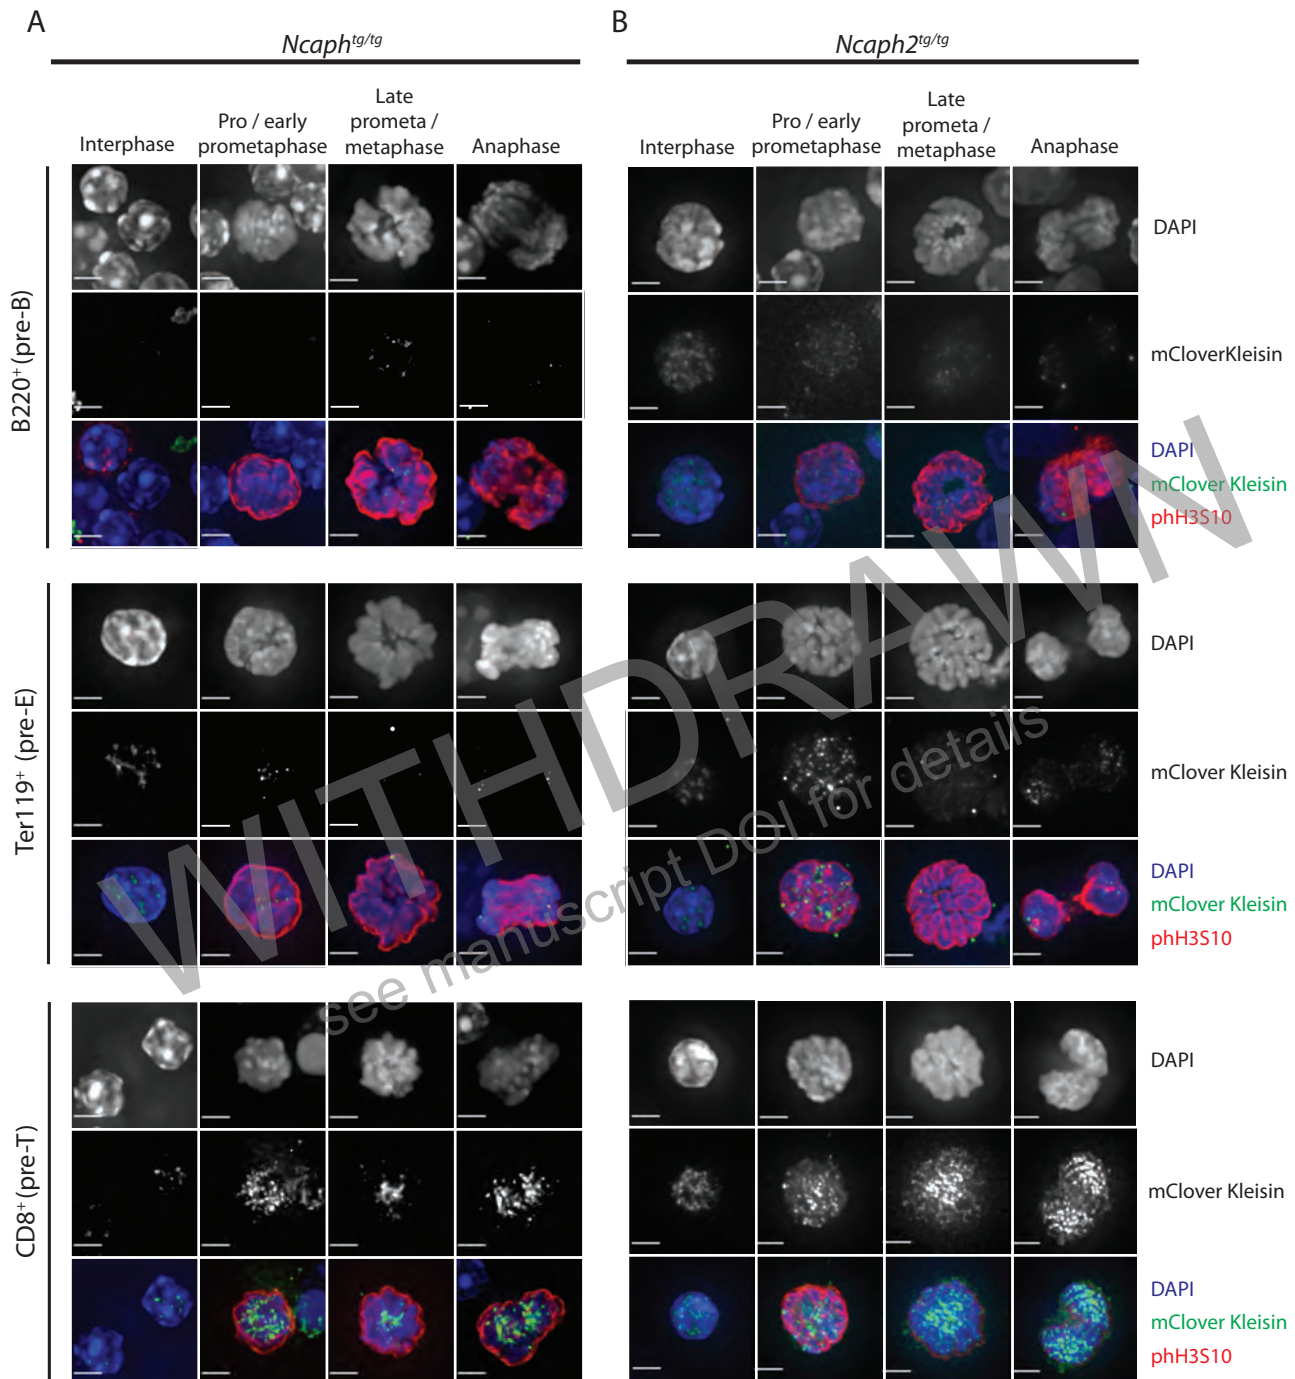 A
B
Ncaph^tg/tg
Ncaph2^tg/tg
Interphase
Pro / early
prometaphase
Late
prometa /
metaphase
Anaphase
Interphase
Pro / early
prometaphase
Late
prometa /
metaphase
Anaphase
B220+ (pre-B)
DAPI
mCloverKleisin
DAPI
mClover Kleisin
phH3S10
Ter119+ (pre-E)
DAPI
mClover Kleisin
DAPI
mClover Kleisin
phH3S10
CD8+ (pre-T)
DAPI
mClover Kleisin
DAPI
mClover Kleisin
phH3S10
WITHDRAWN
see manuscript DOI for details